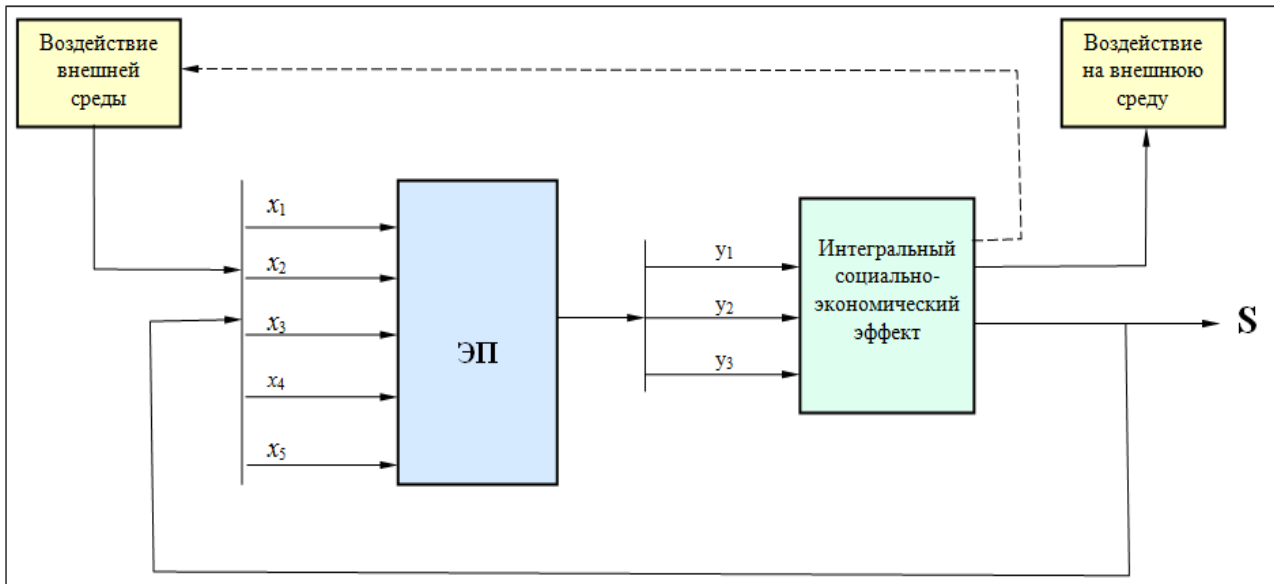 Воздействие
внешней
среды
Воздействие
на внешнюю
среду
x1
x2
x3
x4
x5
ЭП
y1
y2
y3
Интегральный
социально-
экономический
эффект
S